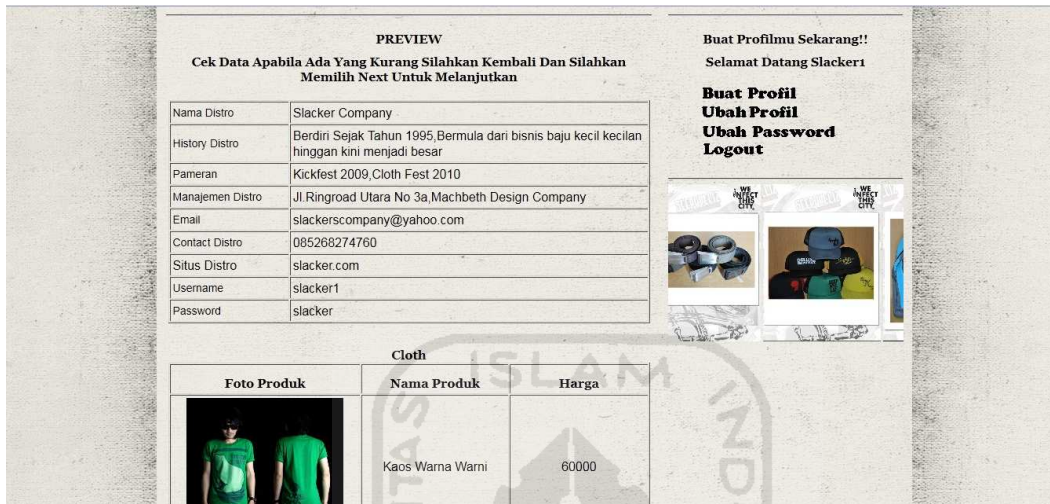 PREVIEW
Cek Data Apabila Ada Yang Kurang Silahkan Kembali Dan Silahkan
Memilih Next Untuk Melanjutkan
Nama Distro Slacker Company
History Distro Berdiri Sejak Tahun 1995,Bermula dari bisnis baju kecil kecilan
hinggan kini menjadi besar
Pameran Kickfest 2009,Cloth Fest 2010
Manajemen Distro Jl.Ringroad Utara No 3a,Machbeth Design Company
Email slackerscompany@yahoo.com
Contact Distro 085268274760
Situs Distro slacker.com
Username slacker1
Password slacker
Cloth
Foto Produk Nama Produk Harga
Kaos Warna Warni 60000
Buat Profilmu Sekarang!!
Selamat Datang Slacker1
Buat Profil
Ubah Profil
Ubah Password
Logout
WE
INFECT
THIS
CITY
WE
INFECT
THIS
CITY
ISLAM IND
ITAS